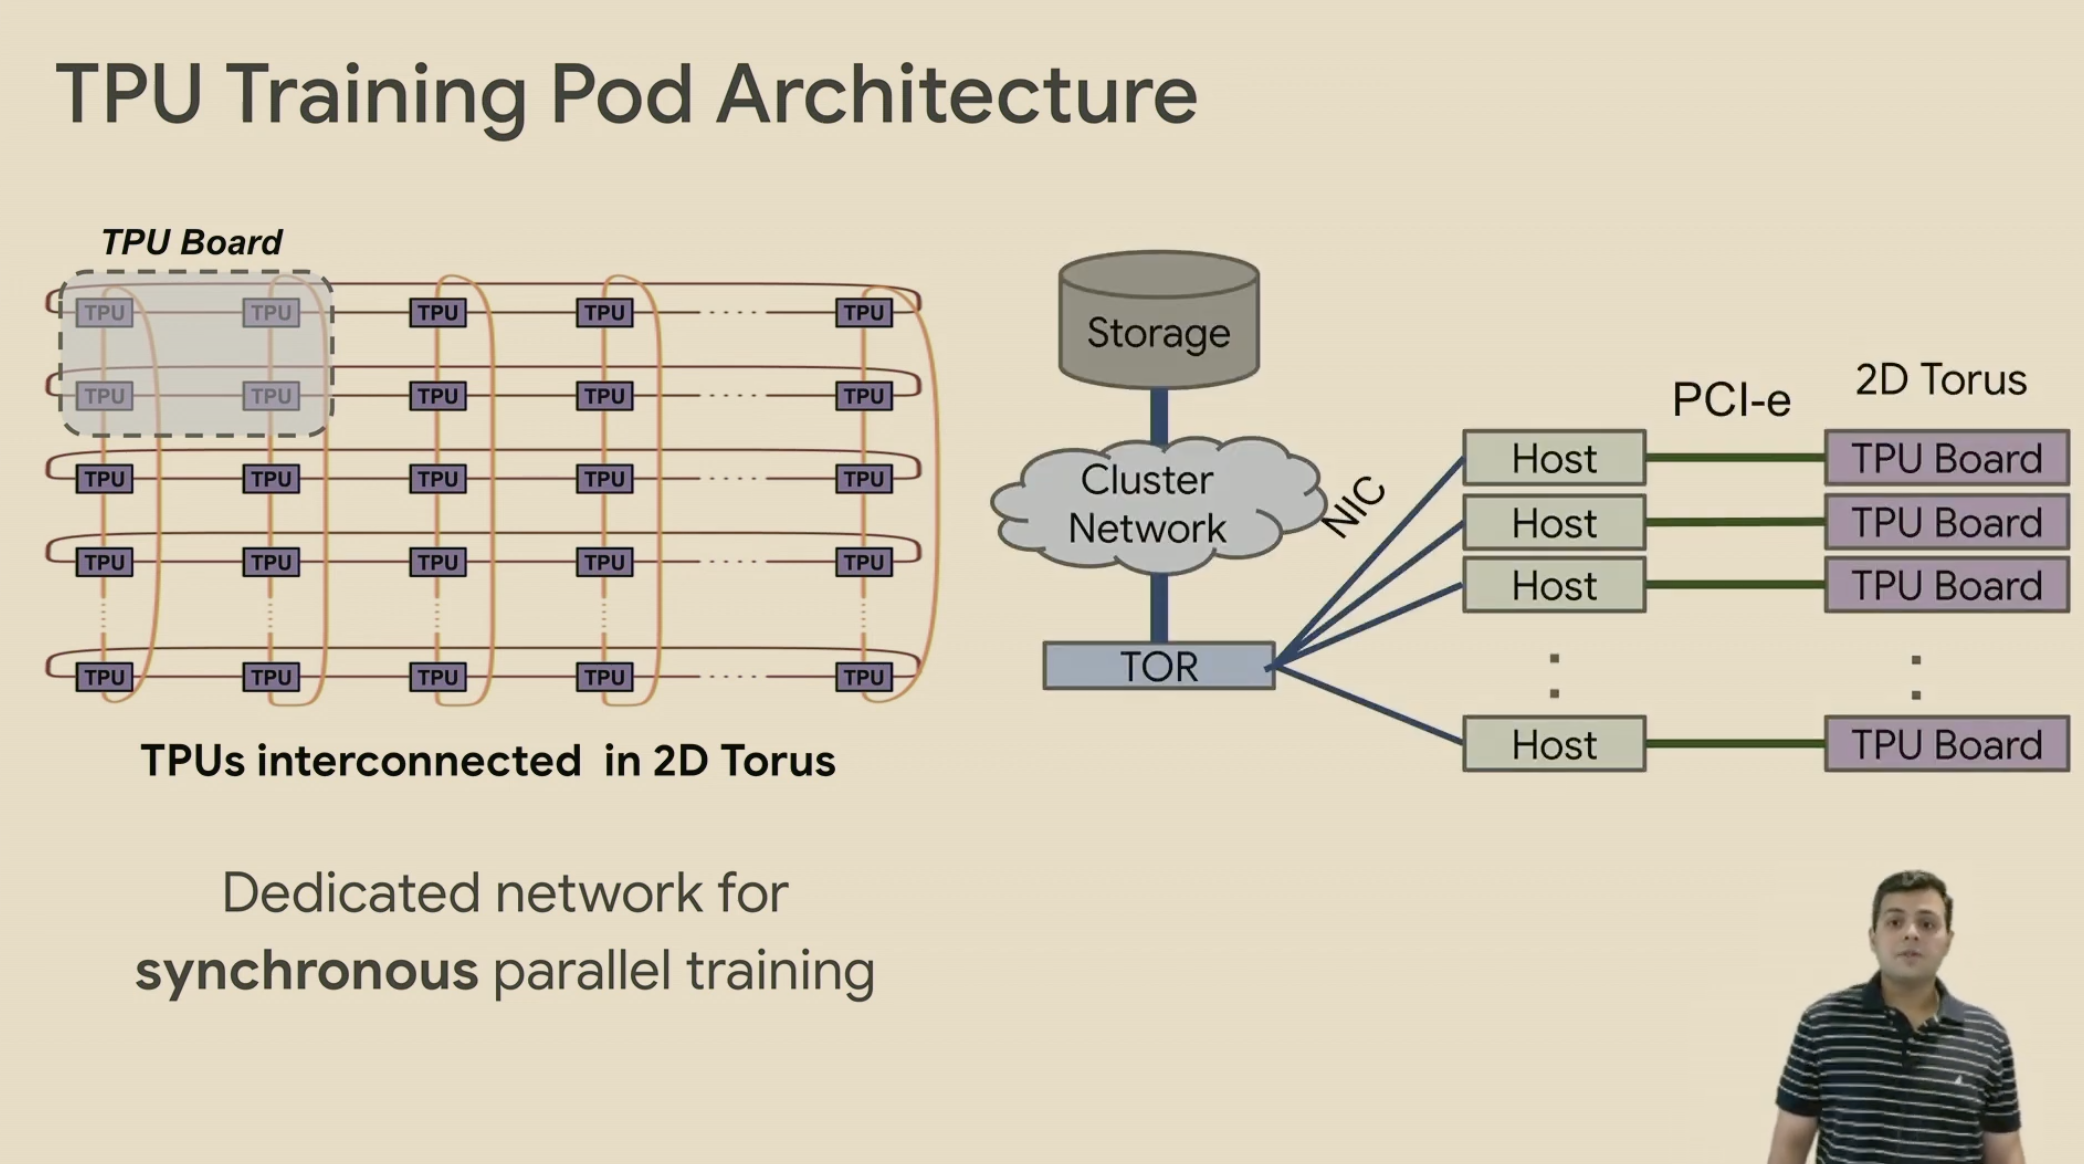 TPU Training Pod Architecture
TPU Board
TPU TPU TPU TPU TPU
TPU TPU TPU TPU TPU
TPU TPU TPU TPU TPU
TPU TPU TPU TPU TPU
TPU TPU TPU TPU TPU
TPUs interconnected in 2D Torus
Dedicated network for
synchronous parallel training
Storage
Cluster
Network
TOR
NIC
PCI-e
2D Torus
Host TPU Board
Host TPU Board
Host TPU Board
Host TPU Board